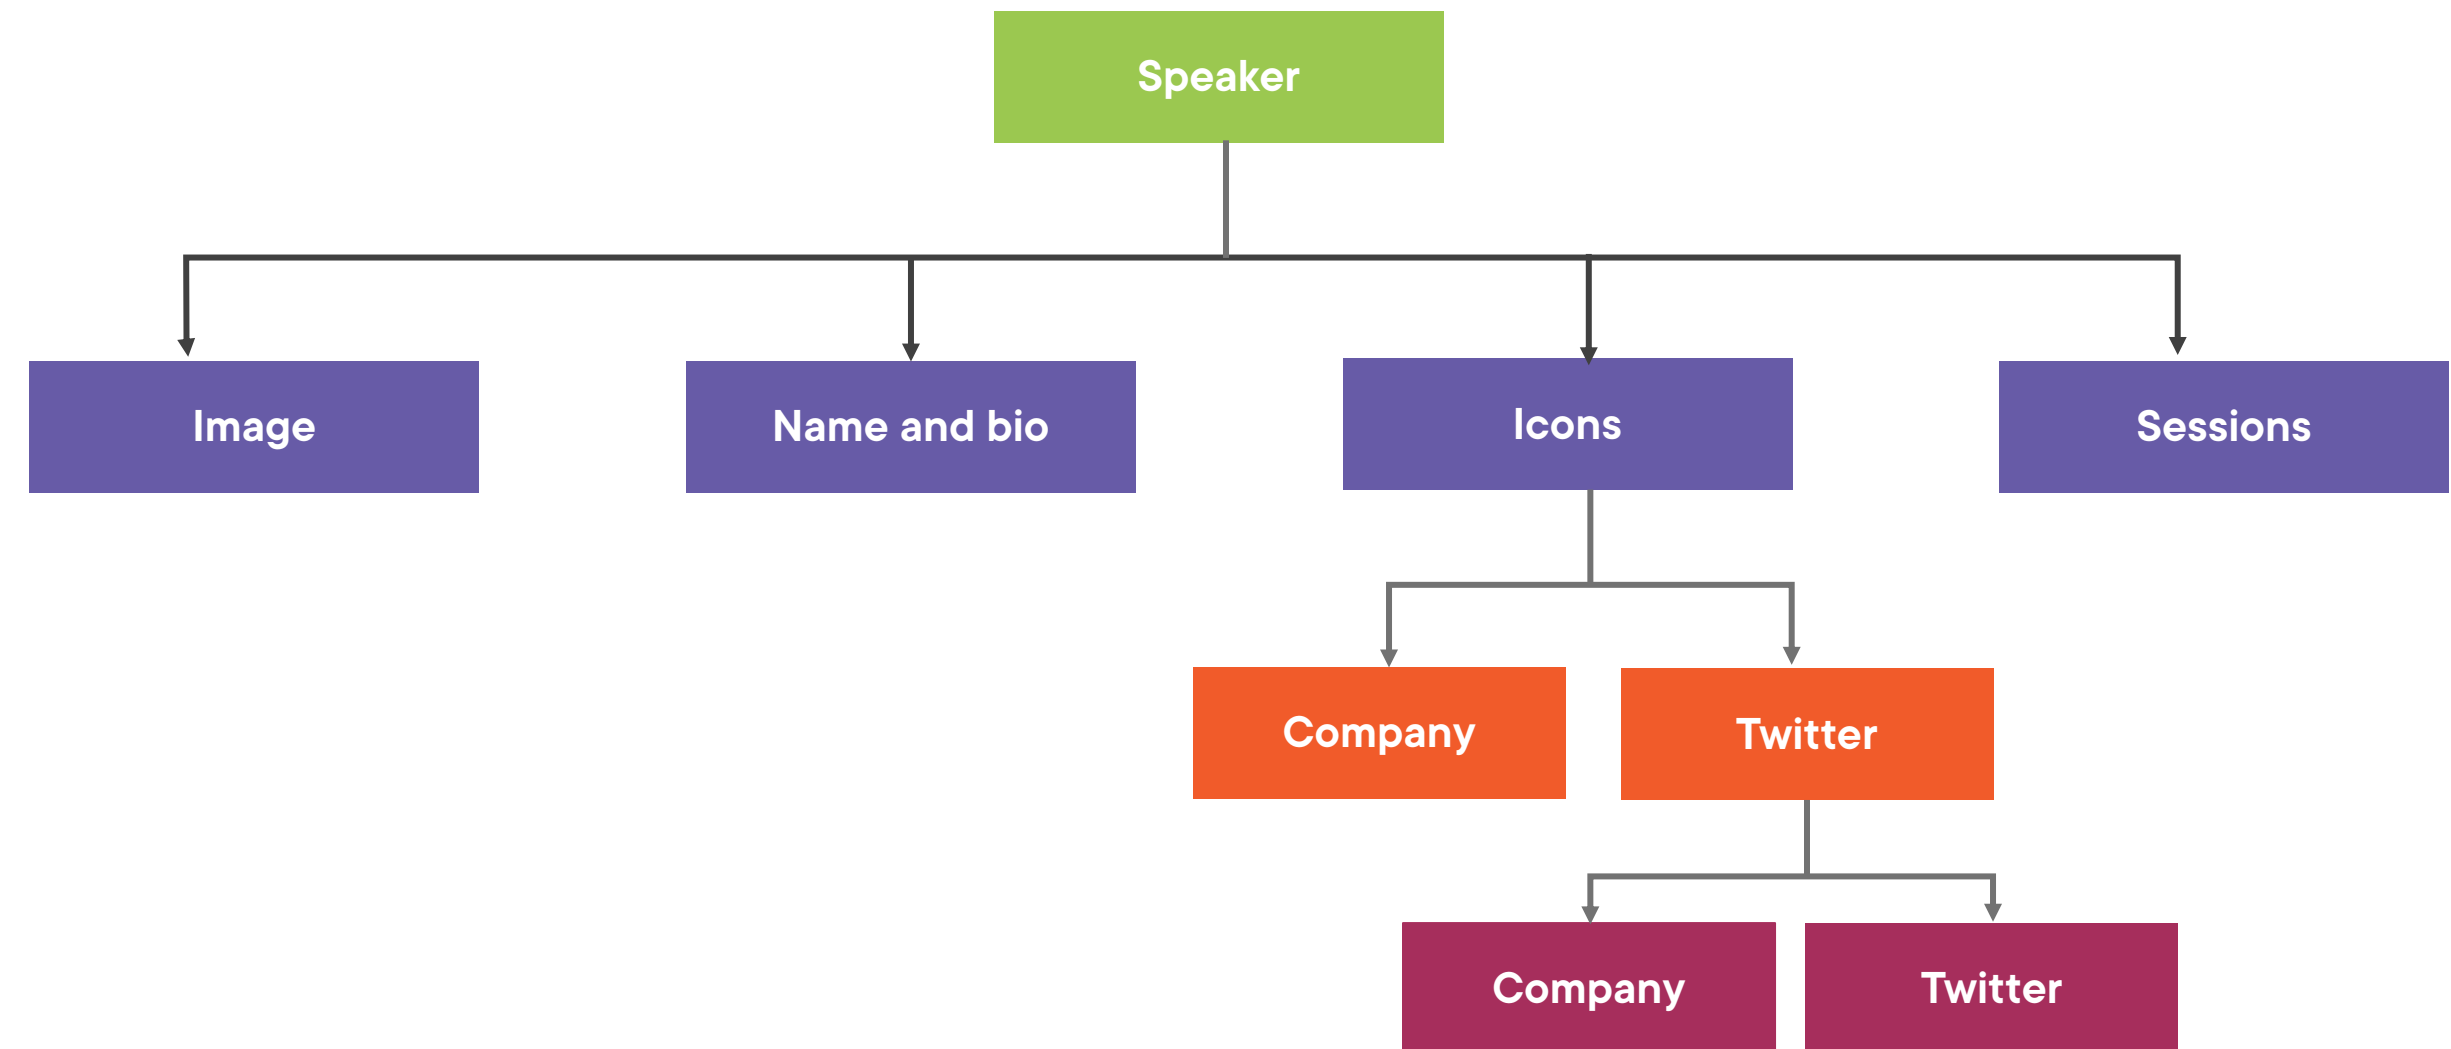 Speaker
Image
Name and bio
Icons
Sessions
Company
Twitter
Company
Twitter